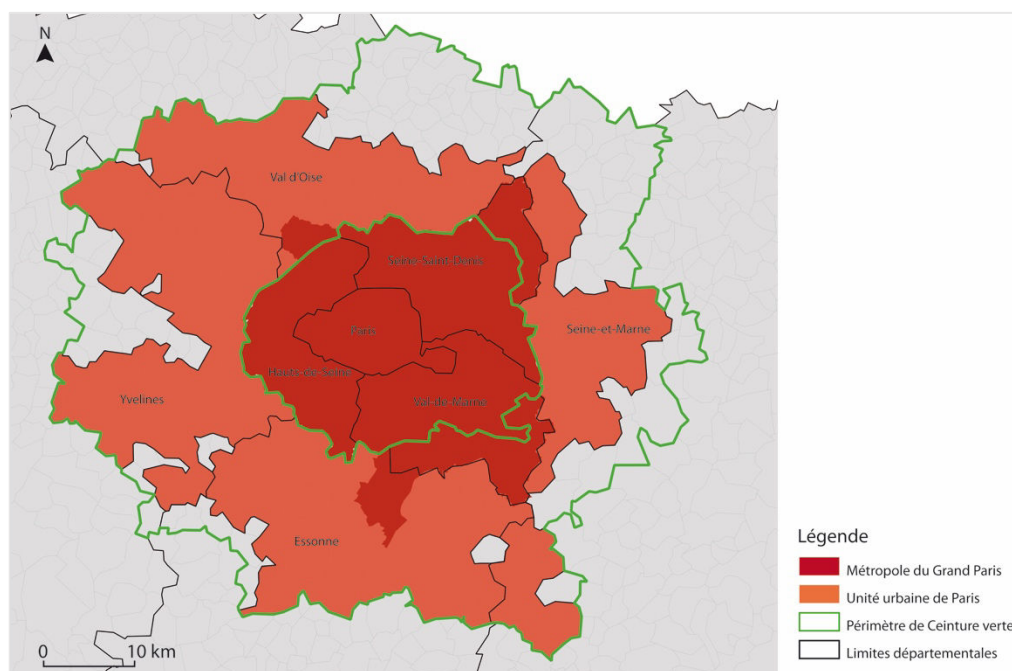 N
Val d'Oise
Seine-Saint-Denis
Paris
Seine-et-Marne
Hauts-de-Seine
Yvelines
Val-de-Marne
Essonne
Légende
Métropole du Grand Paris
Unité urbaine de Paris
Périmètre de Ceinture verte
Limites départementales
0 10 km